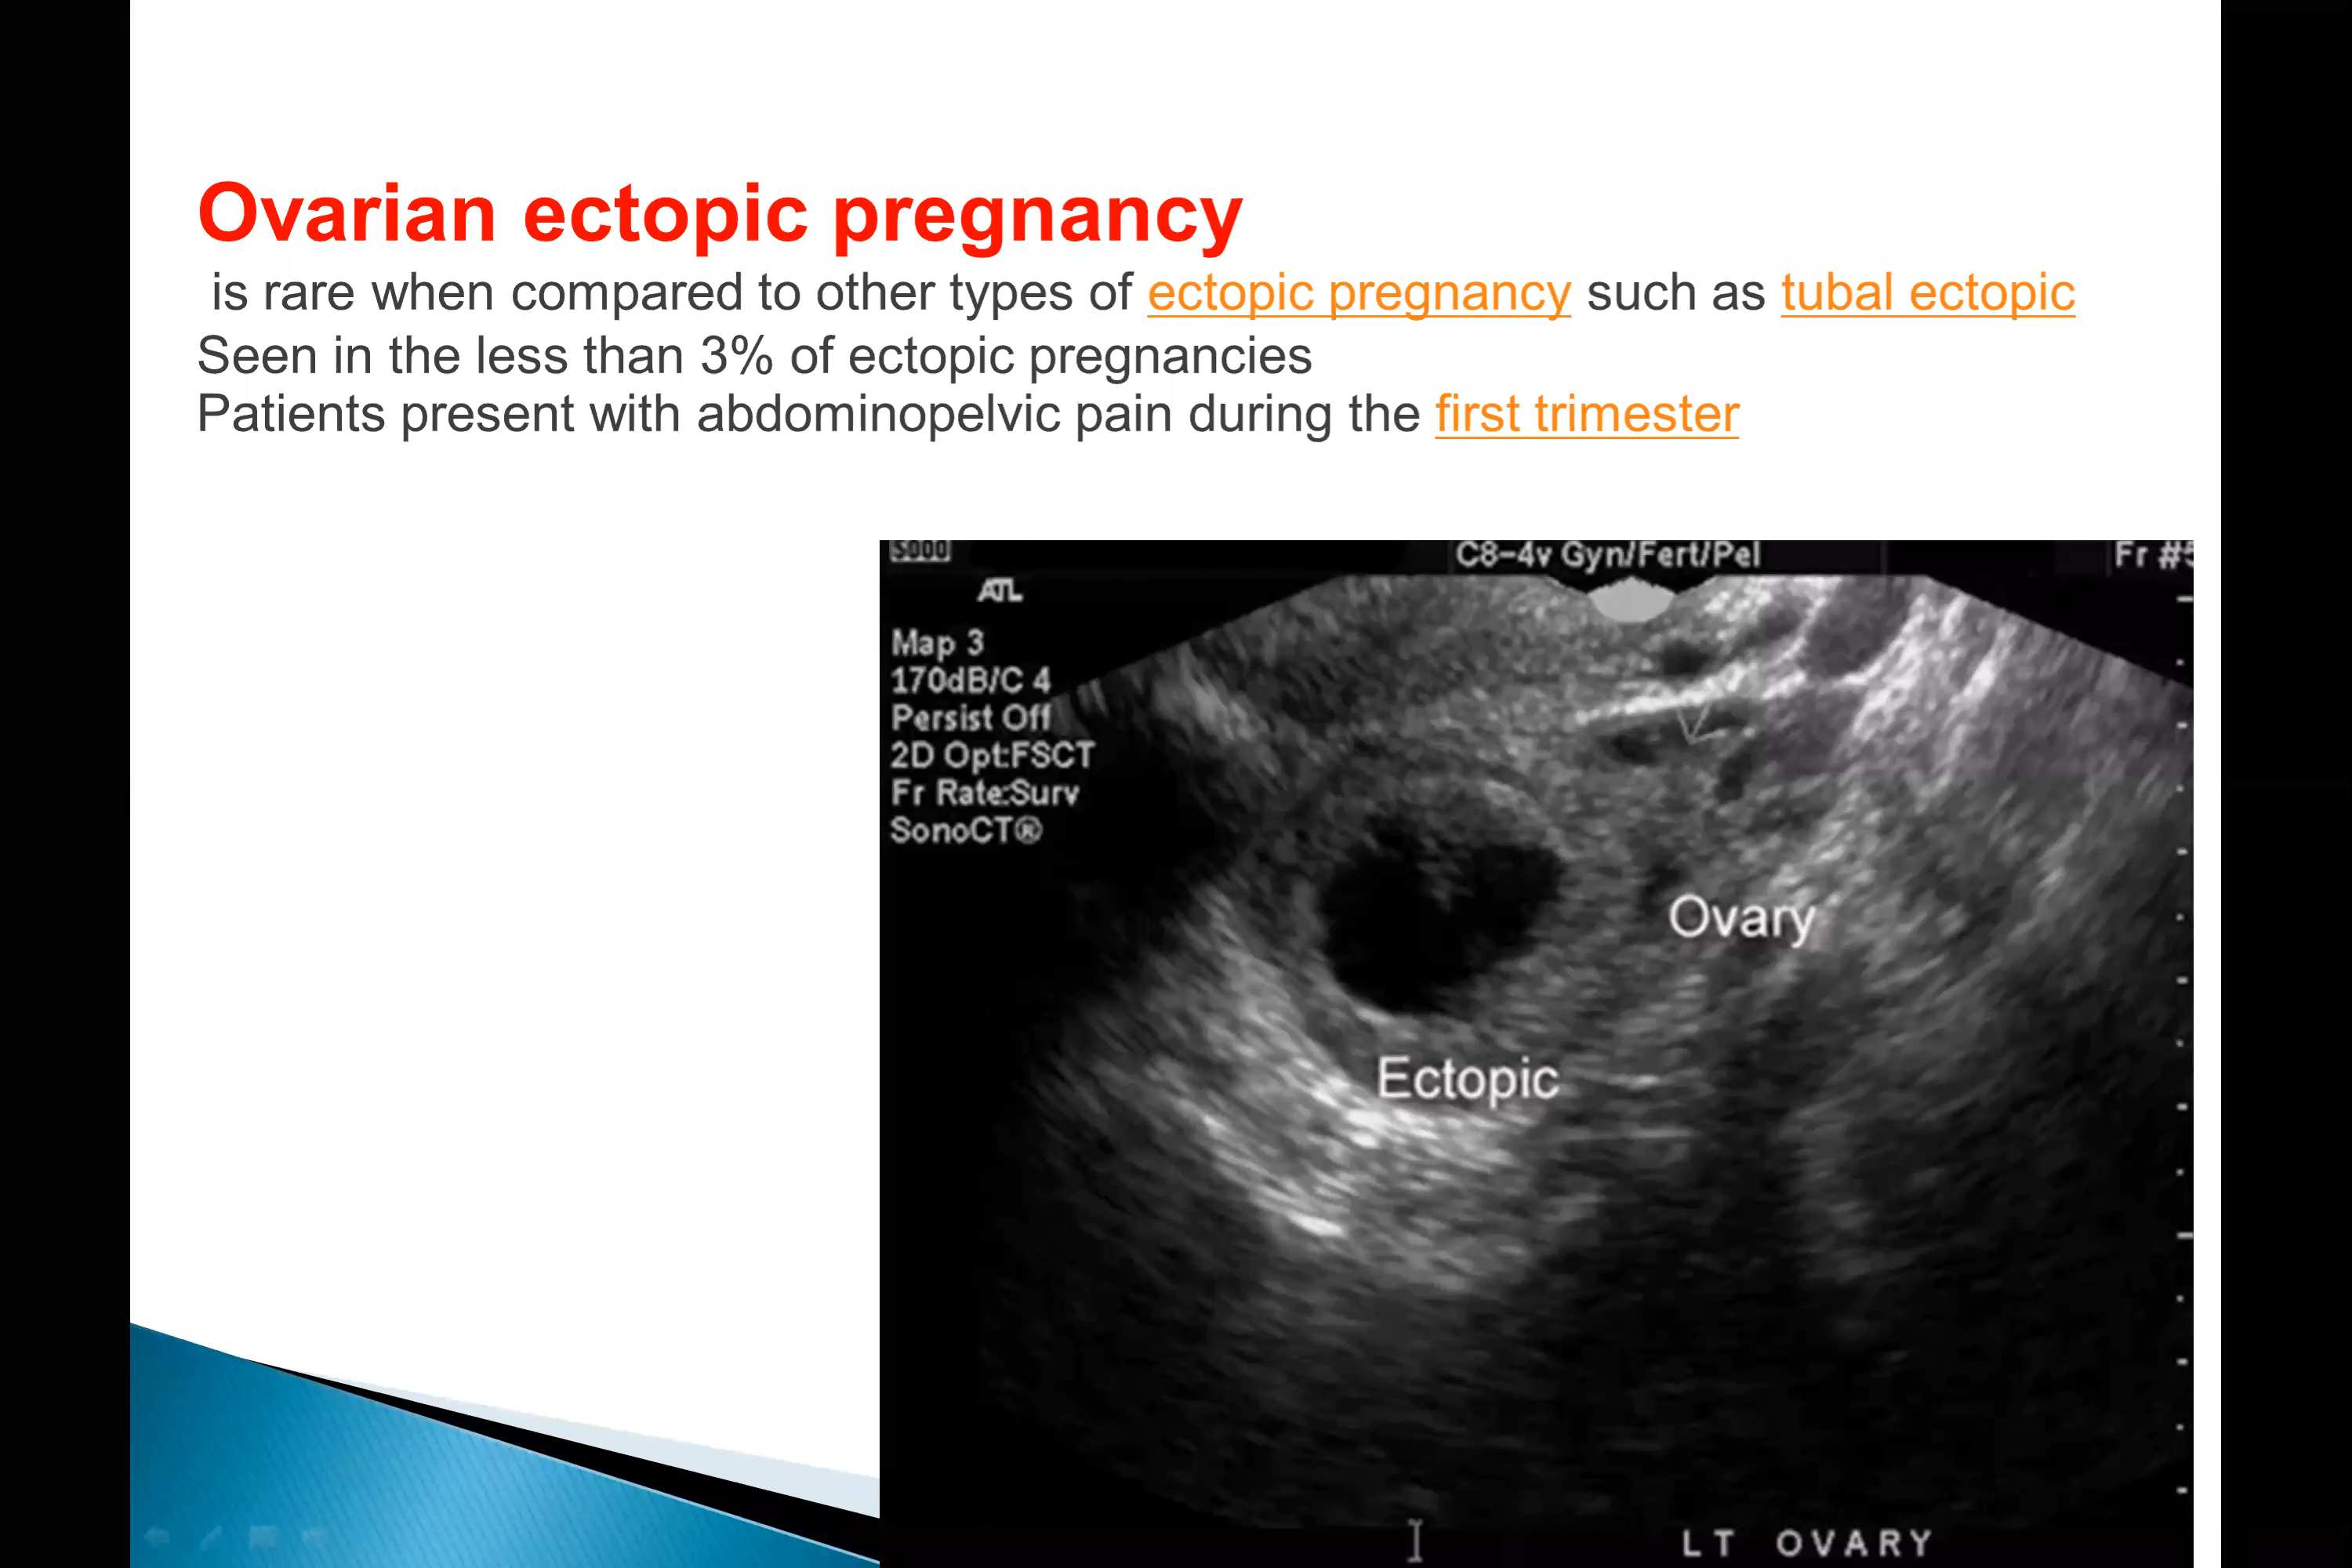 Ovarian ectopic pregnancy
is rare when compared to other types of ectopic pregnancy such as tubal ectopic
Seen in the less than 3% of ectopic pregnancies
Patients present with abdominopelvic pain during the first trimester
5000
C8-4v Gyn/Fert/Pel
Fr #5
ATL
Map 3
170dB/C 4
Persist Off
2D Opt:FSCT
Fr Rate:Surv
SonoCT®
Ovary
Ectopic
LT OVARY